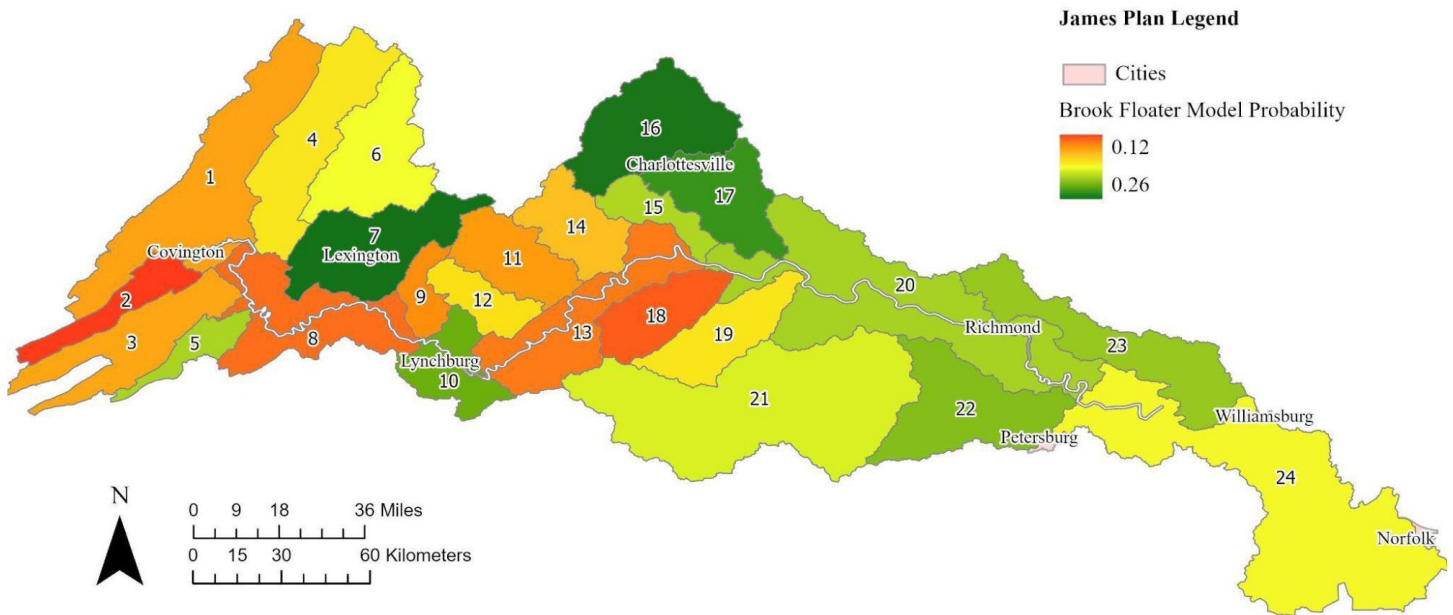 James Plan Legend
Cities
Brook Floater Model Probability
0.12
0.26
1
4
6
16
Charlottesville
17
15
14
7
Lexington
Covington
2
3
5
8
9
11
12
Lynchburg
10
13
18
19
20
Richmond
23
21
22
Petersburg
Williamsburg
24
Norfolk
N
0 9 18 36 Miles
0 15 30 60 Kilometers